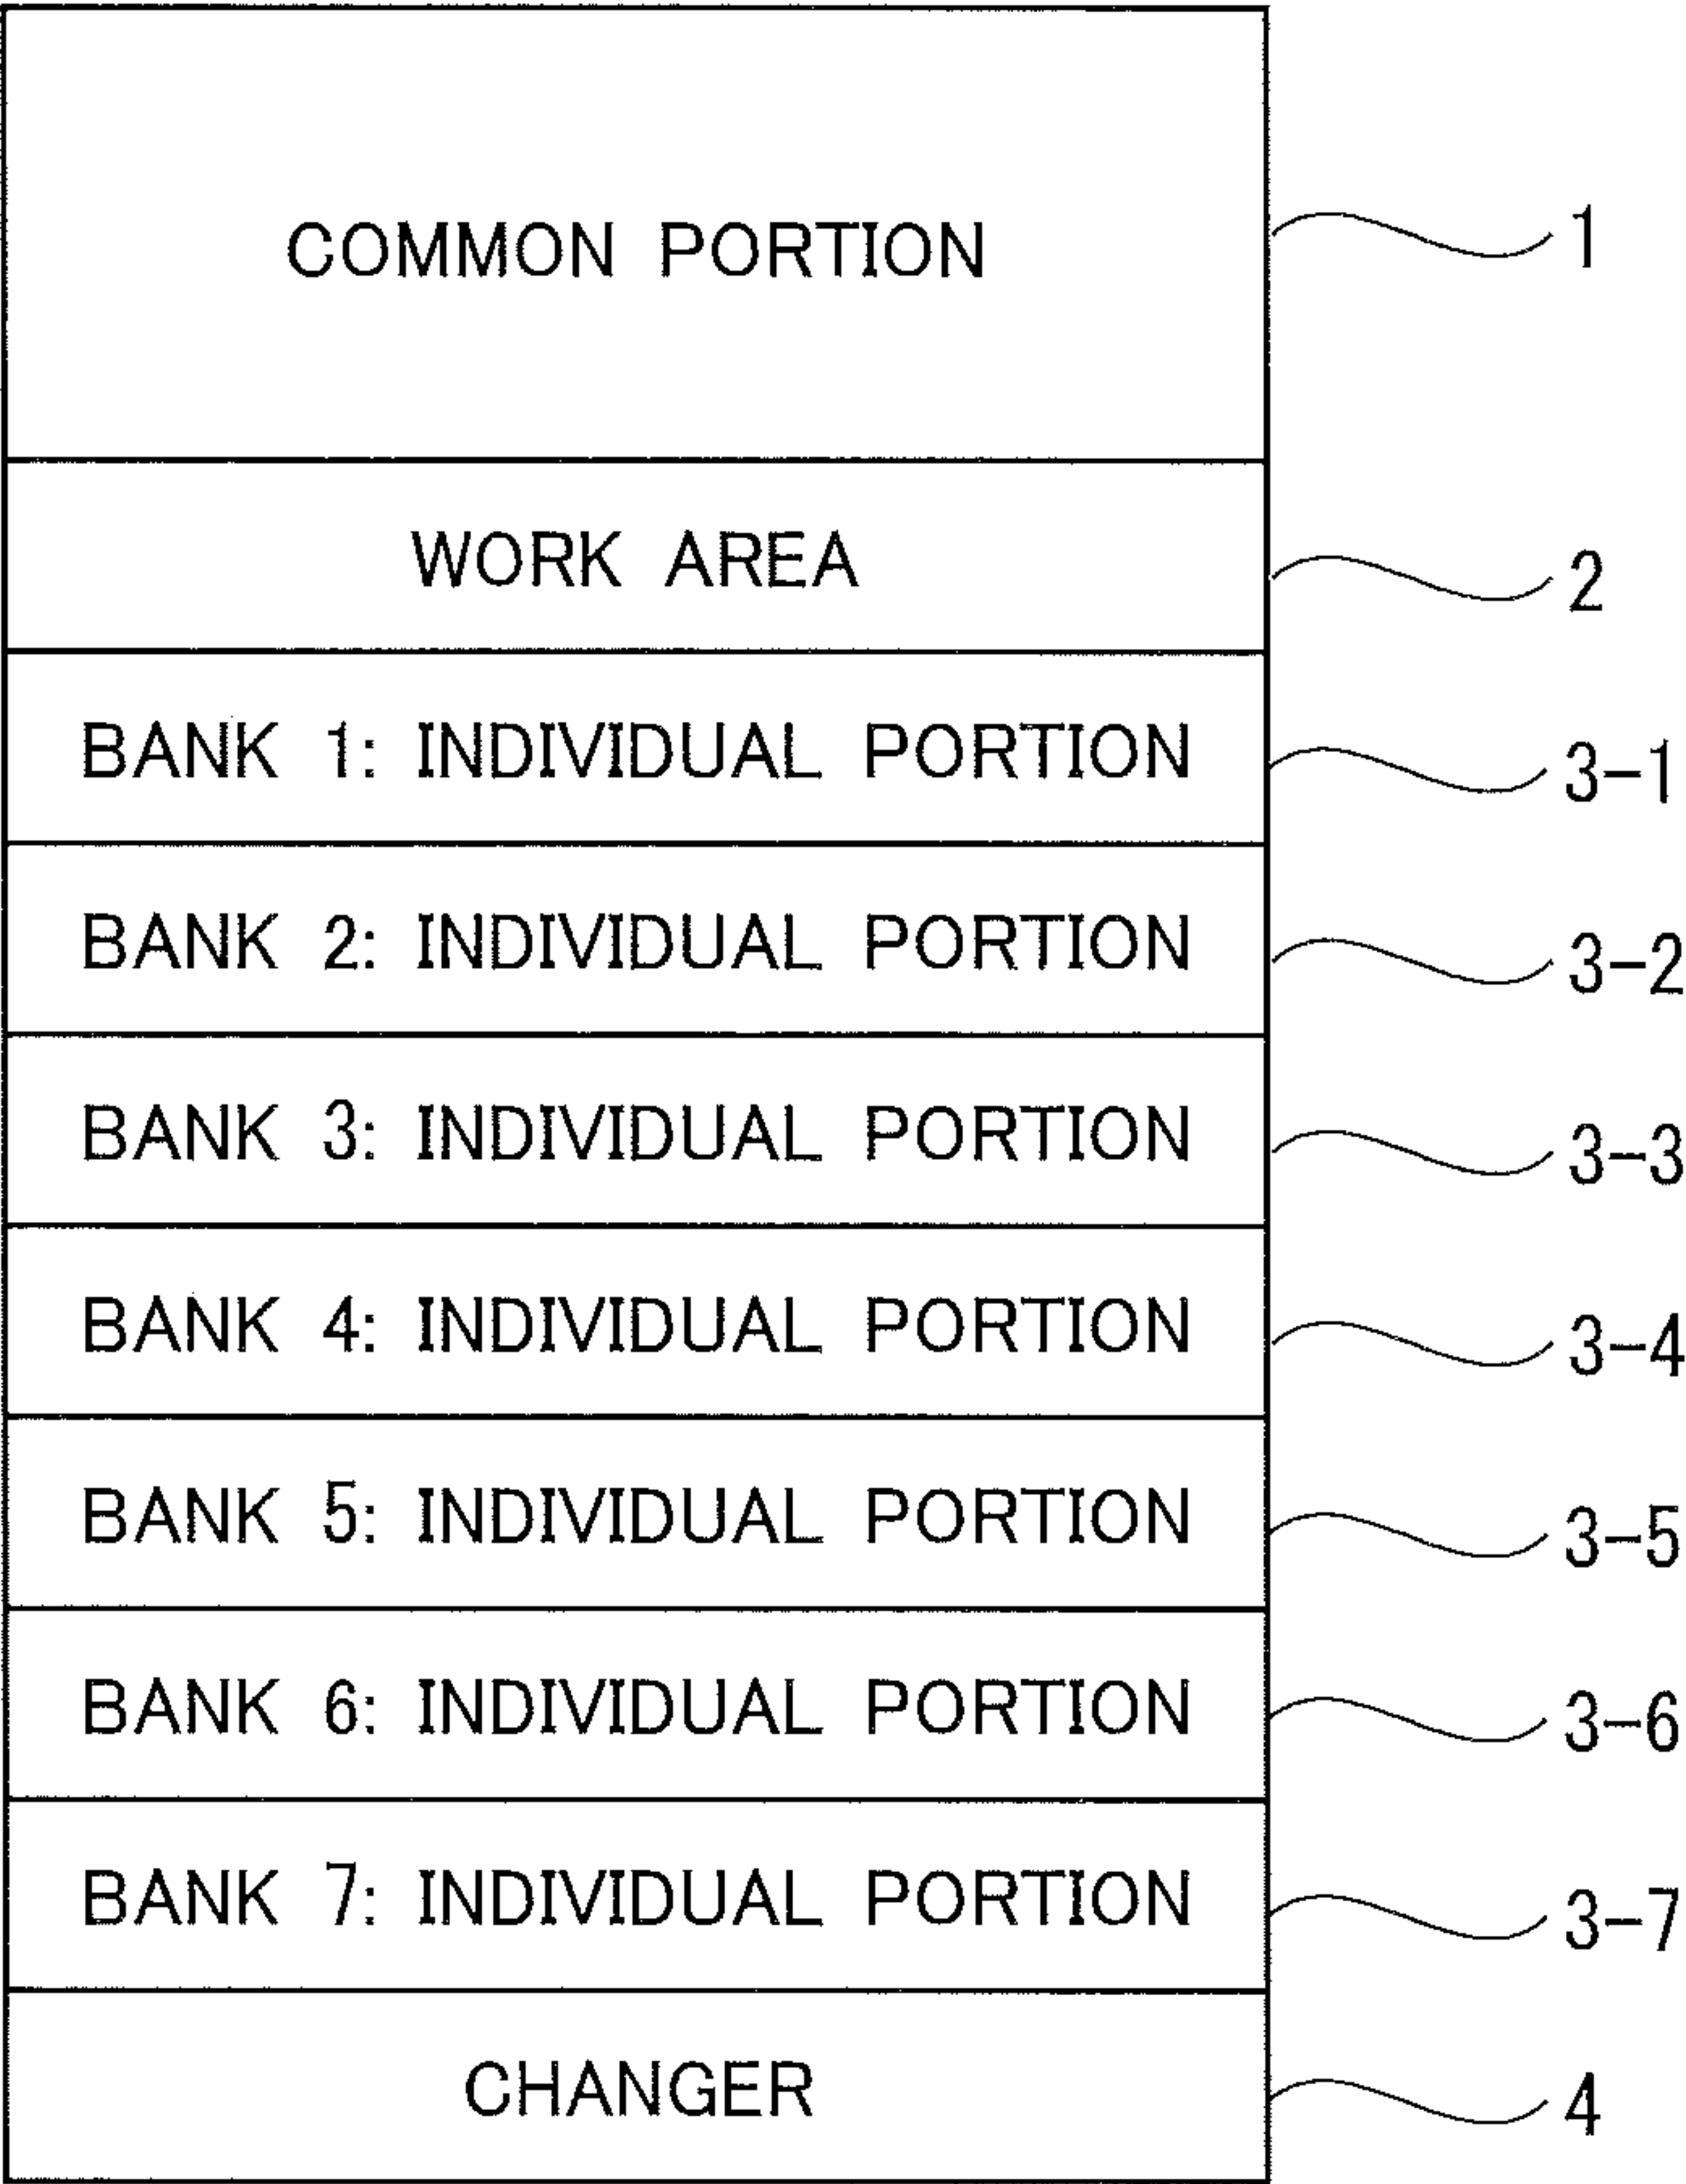 COMMON PORTION 1
WORK AREA 2
BANK 1: INDIVIDUAL PORTION 3-1
BANK 2: INDIVIDUAL PORTION 3-2
BANK 3: INDIVIDUAL PORTION 3-3
BANK 4: INDIVIDUAL PORTION 3-4
BANK 5: INDIVIDUAL PORTION 3-5
BANK 6: INDIVIDUAL PORTION 3-6
BANK 7: INDIVIDUAL PORTION 3-7
CHANGER 4